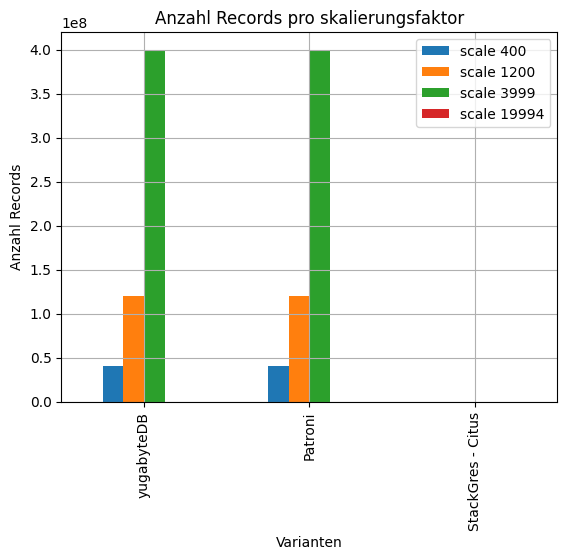 Anzahl Records pro skalierungsfaktor
1e8
scale 400
scale 1200
scale 3999
scale 19994
4.0
3.5
3.0
2.5
2.0
1.5
1.0
0.5
0.0
Anzahl Records
yugabyteDB
Patroni
StackGres - Citus
Varianten